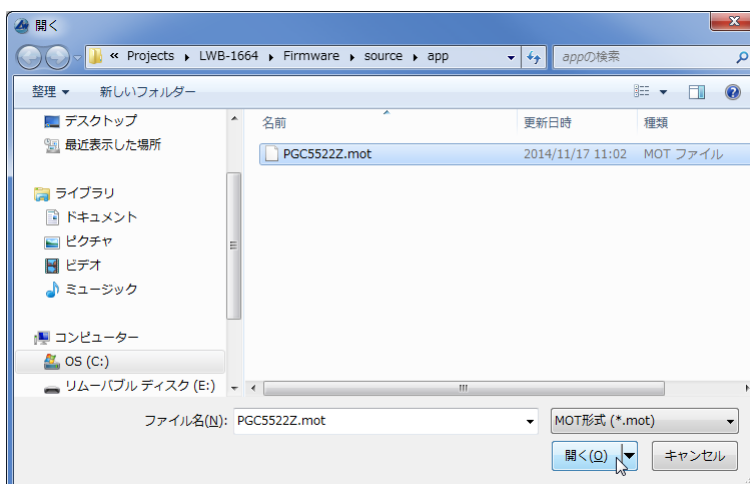 開く
« Projects ▸ LWB-1664 ▸ Firmware ▸ source ▸ app
appの検索
整理 ▼ 新しいフォルダー
デスクトップ
最近表示した場所
ライブラリ
ドキュメント
ピクチャ
ビデオ
ミュージック
コンピューター
OS (C:)
リムーバブル ディスク (E:)
名前 更新日時 種類
PGC5522Z.mot 2014/11/17 11:02 MOT ファイル
ファイル名(N): PGC5522Z.mot MOT形式 (*.mot)
開く(O) キャンセル